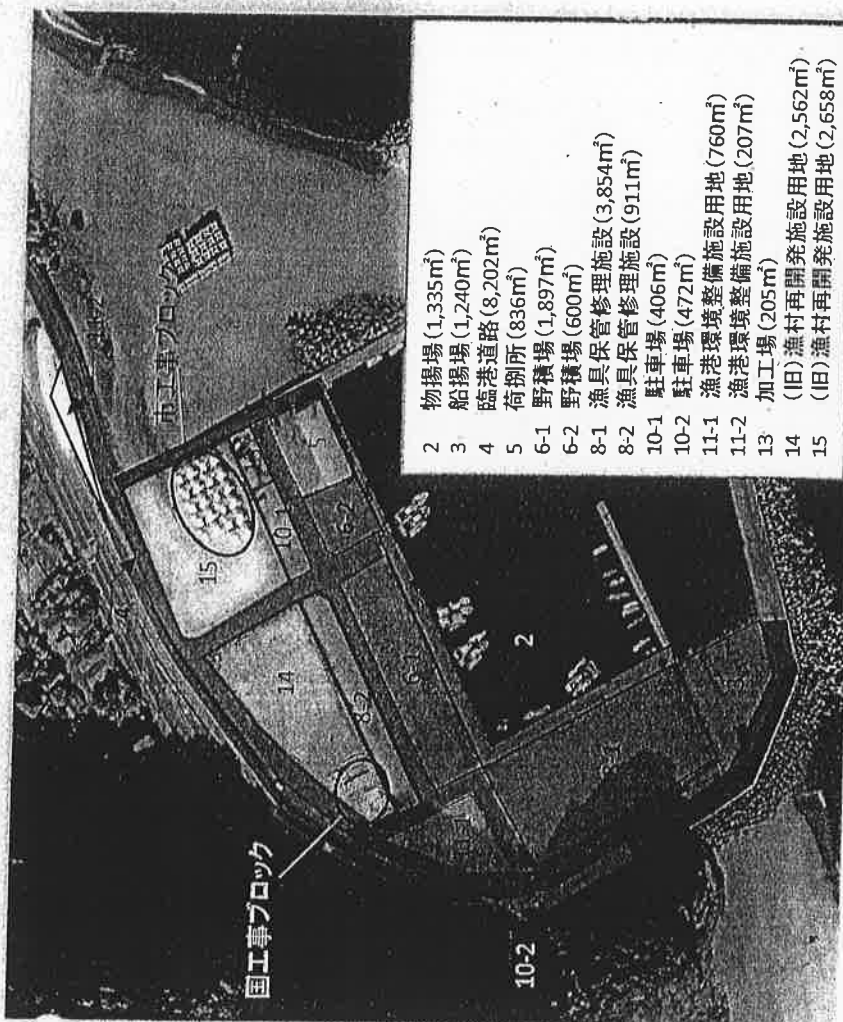 国工事ブロック
市工事ブロック
15
14
10-1
5
6-2
8-2
6-1
2
10-2
2 物揚場(1,335㎡)
3 船揚場(1,240㎡)
4 臨港道路(8,202㎡)
5 荷捌所(836㎡)
6-1 野積場(1,897㎡)
6-2 野積場(600㎡)
8-1 漁具保管修理施設(3,854㎡)
8-2 漁具保管修理施設(911㎡)
10-1 駐車場(406㎡)
10-2 駐車場(472㎡)
11-1 漁港環境整備施設用地(760㎡)
11-2 漁港環境整備施設用地(207㎡)
13 加工場(205㎡)
14 (旧)漁村再開発施設用地(2,562㎡)
15 (旧)漁村再開発施設用地(2,658㎡)